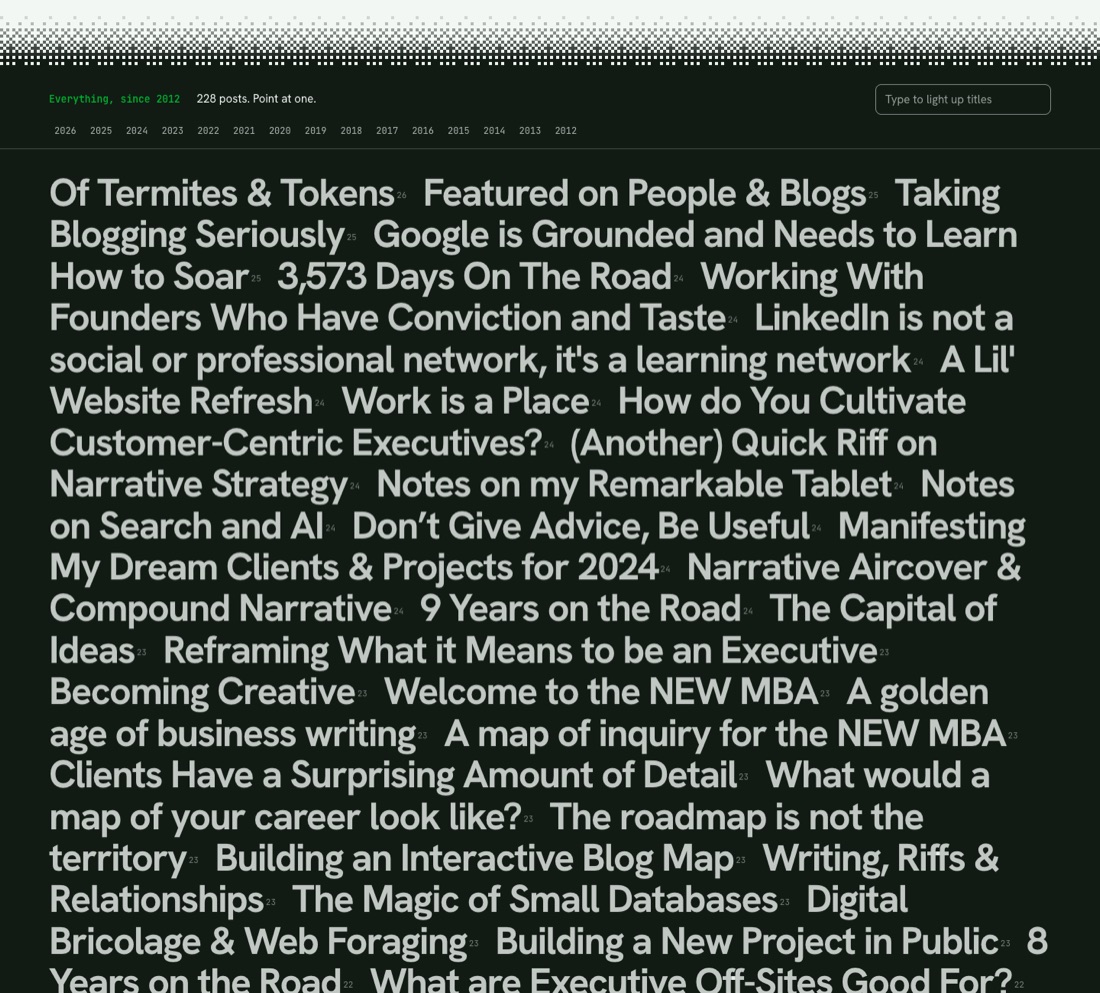 Everything, since 2012 228 posts. Point at one. Type to light up titles
2026 2025 2024 2023 2022 2021 2020 2019 2018 2017 2016 2015 2014 2013 2012
Of Termites & Tokens 26 Featured on People & Blogs 25 Taking
Blogging Seriously 25 Google is Grounded and Needs to Learn
How to Soar 25 3,573 Days On The Road 24 Working With
Founders Who Have Conviction and Taste 24 LinkedIn is not a
social or professional network, it's a learning network 24 A Lil'
Website Refresh 24 Work is a Place 24 How do You Cultivate
Customer-Centric Executives? 24 (Another) Quick Riff on
Narrative Strategy 24 Notes on my Remarkable Tablet 24 Notes
on Search and AI 24 Don’t Give Advice, Be Useful 24 Manifesting
My Dream Clients & Projects for 2024 24 Narrative Aircover &
Compound Narrative 24 9 Years on the Road 24 The Capital of
Ideas 23 Reframing What it Means to be an Executive 23
Becoming Creative 23 Welcome to the NEW MBA 23 A golden
age of business writing 23 A map of inquiry for the NEW MBA 23
Clients Have a Surprising Amount of Detail 23 What would a
map of your career look like? 23 The roadmap is not the
territory 23 Building an Interactive Blog Map 23 Writing, Riffs &
Relationships 23 The Magic of Small Databases 23 Digital
Bricolage & Web Foraging 23 Building a New Project in Public 23 8
Years on the Road 22 What are Executive Off-Sites Good For? 22